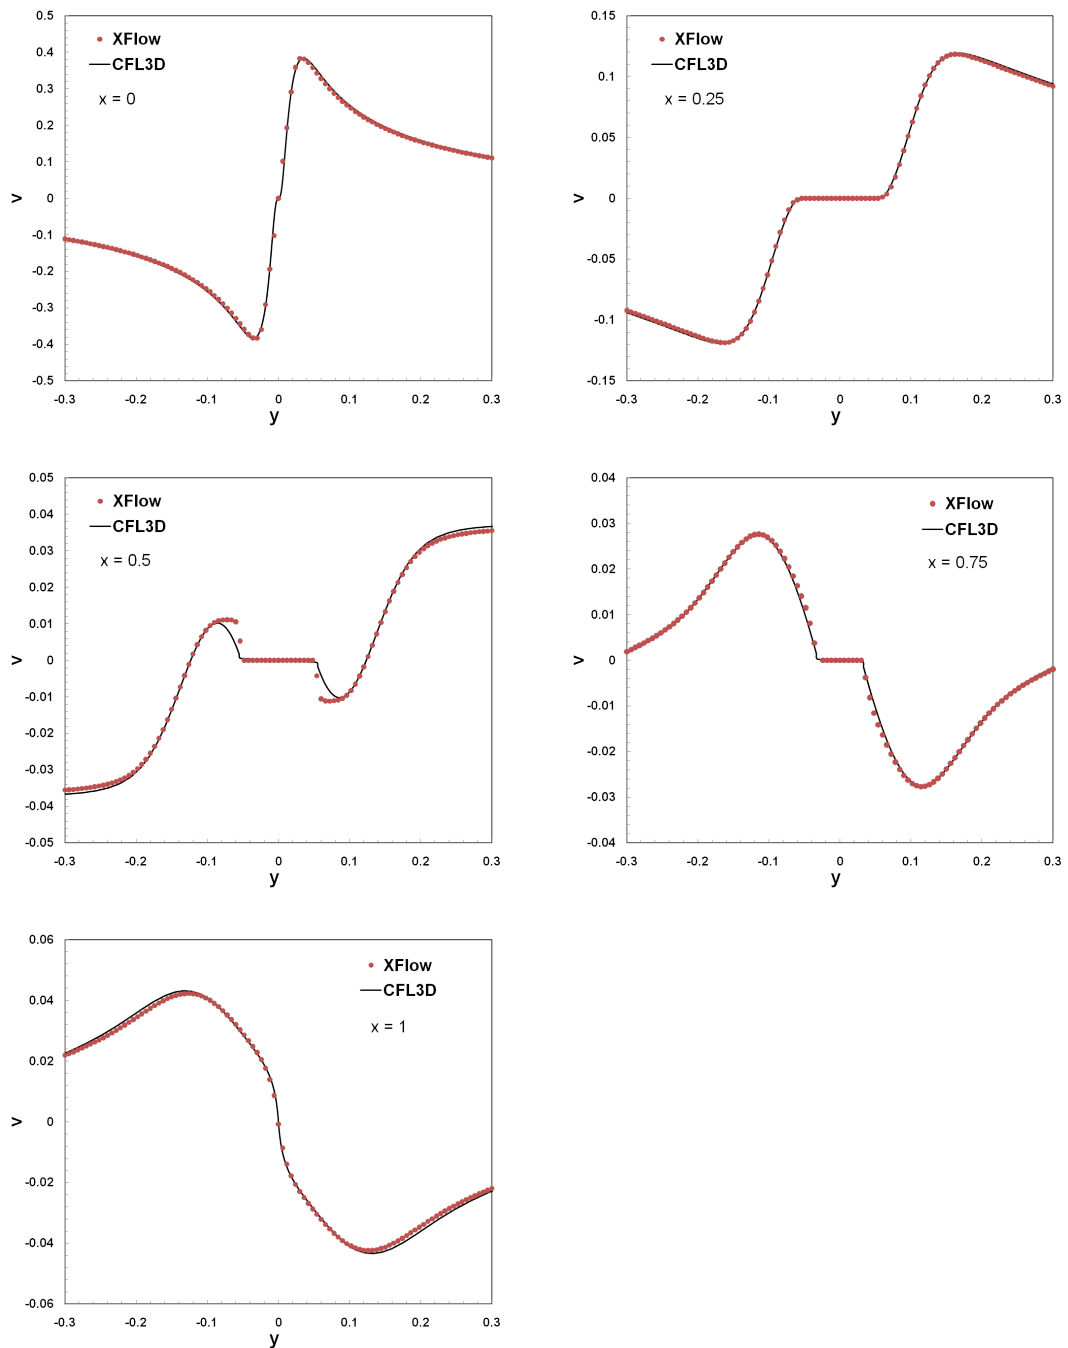 0.5
0.4
0.3
0.2
0.1
0
-0.1
-0.2
-0.3
-0.4
-0.5
v
XFlow
CFL3D
x = 0
-0.3 -0.2 -0.1 0 0.1 0.2 0.3
y
0.15
0.1
0.05
0
-0.05
-0.1
-0.15
v
XFlow
CFL3D
x = 0.25
-0.3 -0.2 -0.1 0 0.1 0.2 0.3
y
0.05
0.04
0.03
0.02
0.01
0
-0.01
-0.02
-0.03
-0.04
-0.05
v
XFlow
CFL3D
x = 0.5
-0.3 -0.2 -0.1 0 0.1 0.2 0.3
y
0.04
0.03
0.02
0.01
0
-0.01
-0.02
-0.03
-0.04
v
XFlow
CFL3D
x = 0.75
-0.3 -0.2 -0.1 0 0.1 0.2 0.3
y
0.06
0.04
0.02
0
-0.02
-0.04
-0.06
v
XFlow
CFL3D
x = 1
-0.3 -0.2 -0.1 0 0.1 0.2 0.3
y